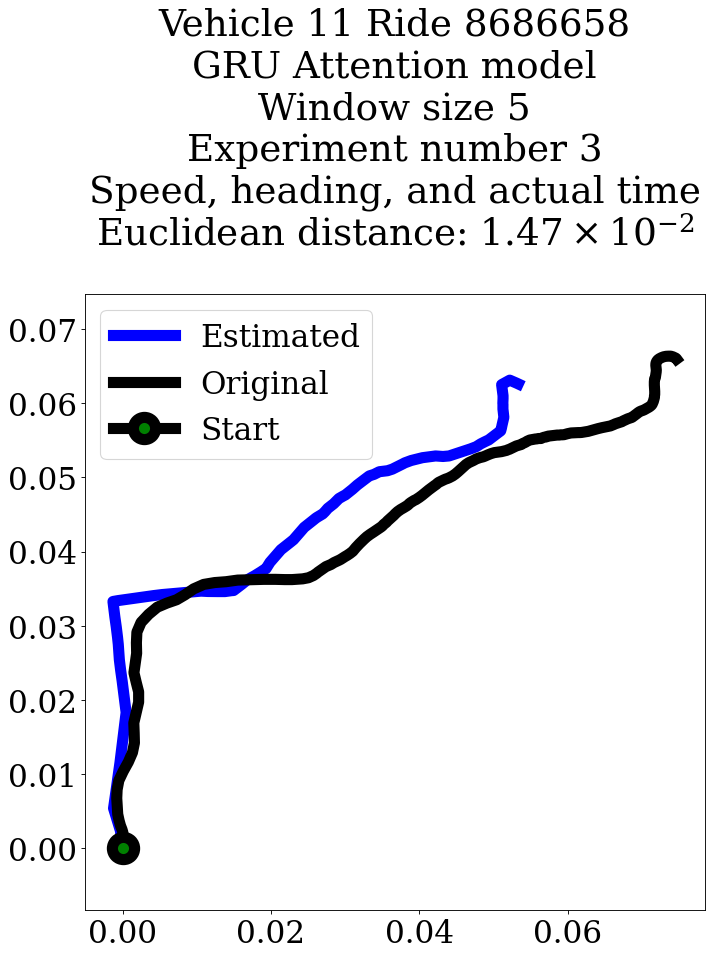 Vehicle 11 Ride 8686658
GRU Attention model
Window size 5
Experiment number 3
Speed, heading, and actual time
Euclidean distance: 1.47 × 10⁻²
Estimated
Original
Start
0.07
0.06
0.05
0.04
0.03
0.02
0.01
0.00
0.00 0.02 0.04 0.06